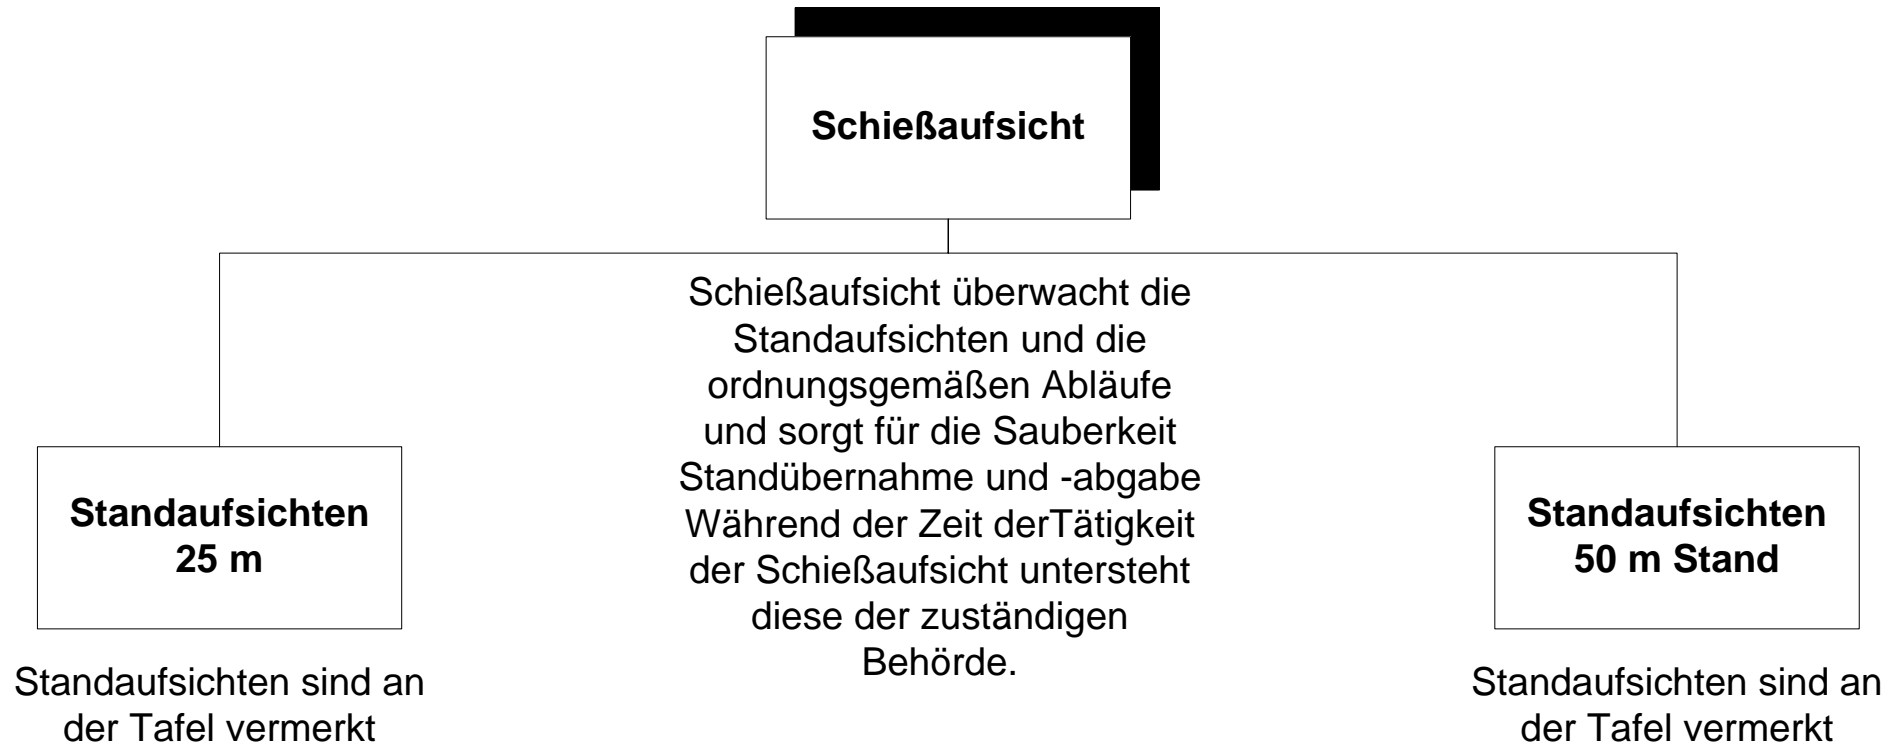 Schießaufsicht
Schießaufsicht überwacht die
Standaufsichten und die
ordnungsgemäßen Abläufe
und sorgt für die Sauberkeit
Standübernahme und -abgabe
Während der Zeit derTätigkeit
der Schießaufsicht untersteht
diese der zuständigen
Behörde.
Standaufsichten
25 m
Standaufsichten sind an
der Tafel vermerkt
Standaufsichten
50 m Stand
Standaufsichten sind an
der Tafel vermerkt